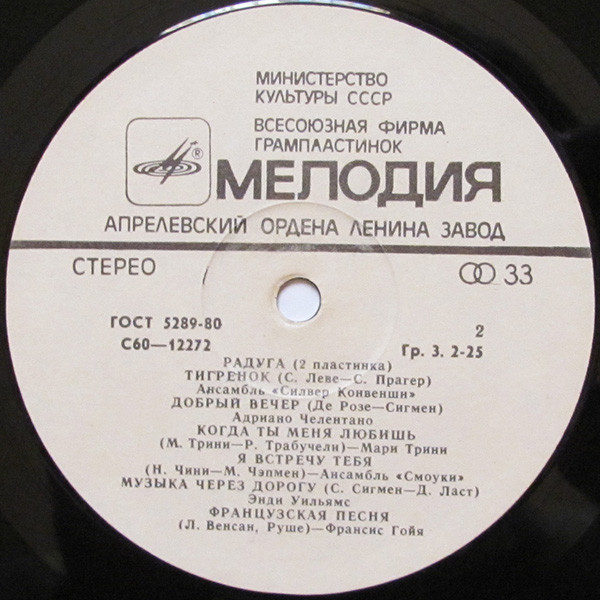 МИНИСТЕРСТВО
КУЛЬТУРЫ СССР
ВСЕСОЮЗНАЯ ФИРМА
ГРАМПЛАСТИНОК
® МЕЛОДИЯ
АПРЕЛЕВСКИЙ ОРДЕНА ЛЕНИНА ЗАВОД
СТЕРЕО 33
ГОСТ 5289-80 2
С60—12272 Гр. 3. 2-25
РАДУГА (2 пластинка)
ТИГРЕНОК (С. Леве—С. Прагер)
Ансамбль «Силвер Конвеншн»
ДОБРЫЙ ВЕЧЕР (Де Розе—Сигмен)
Адриано Челентано
КОГДА ТЫ МЕНЯ ЛЮБИШЬ
(М. Трини—Р. Трабучели)—Мари Трини
Я ВСТРЕЧУ ТЕБЯ
(Н. Чини—М. Чэпмен)—Ансамбль «Смоуки»
МУЗЫКА ЧЕРЕЗ ДОРОГУ (С. Сигмен—Д. Ласт)
Энди Уильямс
ФРАНЦУЗСКАЯ ПЕСНЯ
(Л. Венсан, Руше)—Франсис Гойя